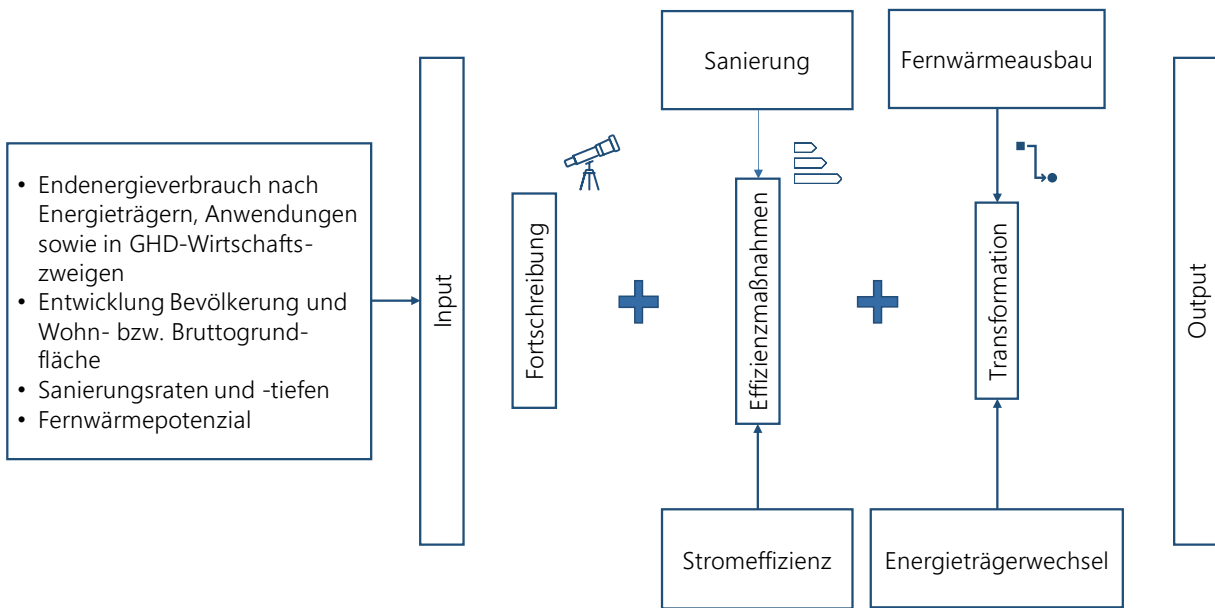 • Endenergieverbrauch nach
Energieträgern, Anwendungen
sowie in GHD-Wirtschafts-
zweigen
• Entwicklung Bevölkerung und
Wohn- bzw. Bruttogrund-
fläche
• Sanierungsraten und -tiefen
• Fernwärmepotenzial
Input
Fortschreibung
Sanierung
Effizienzmaßnahmen
Stromeffizienz
Fernwärmeausbau
Transformation
Energieträgerwechsel
Output